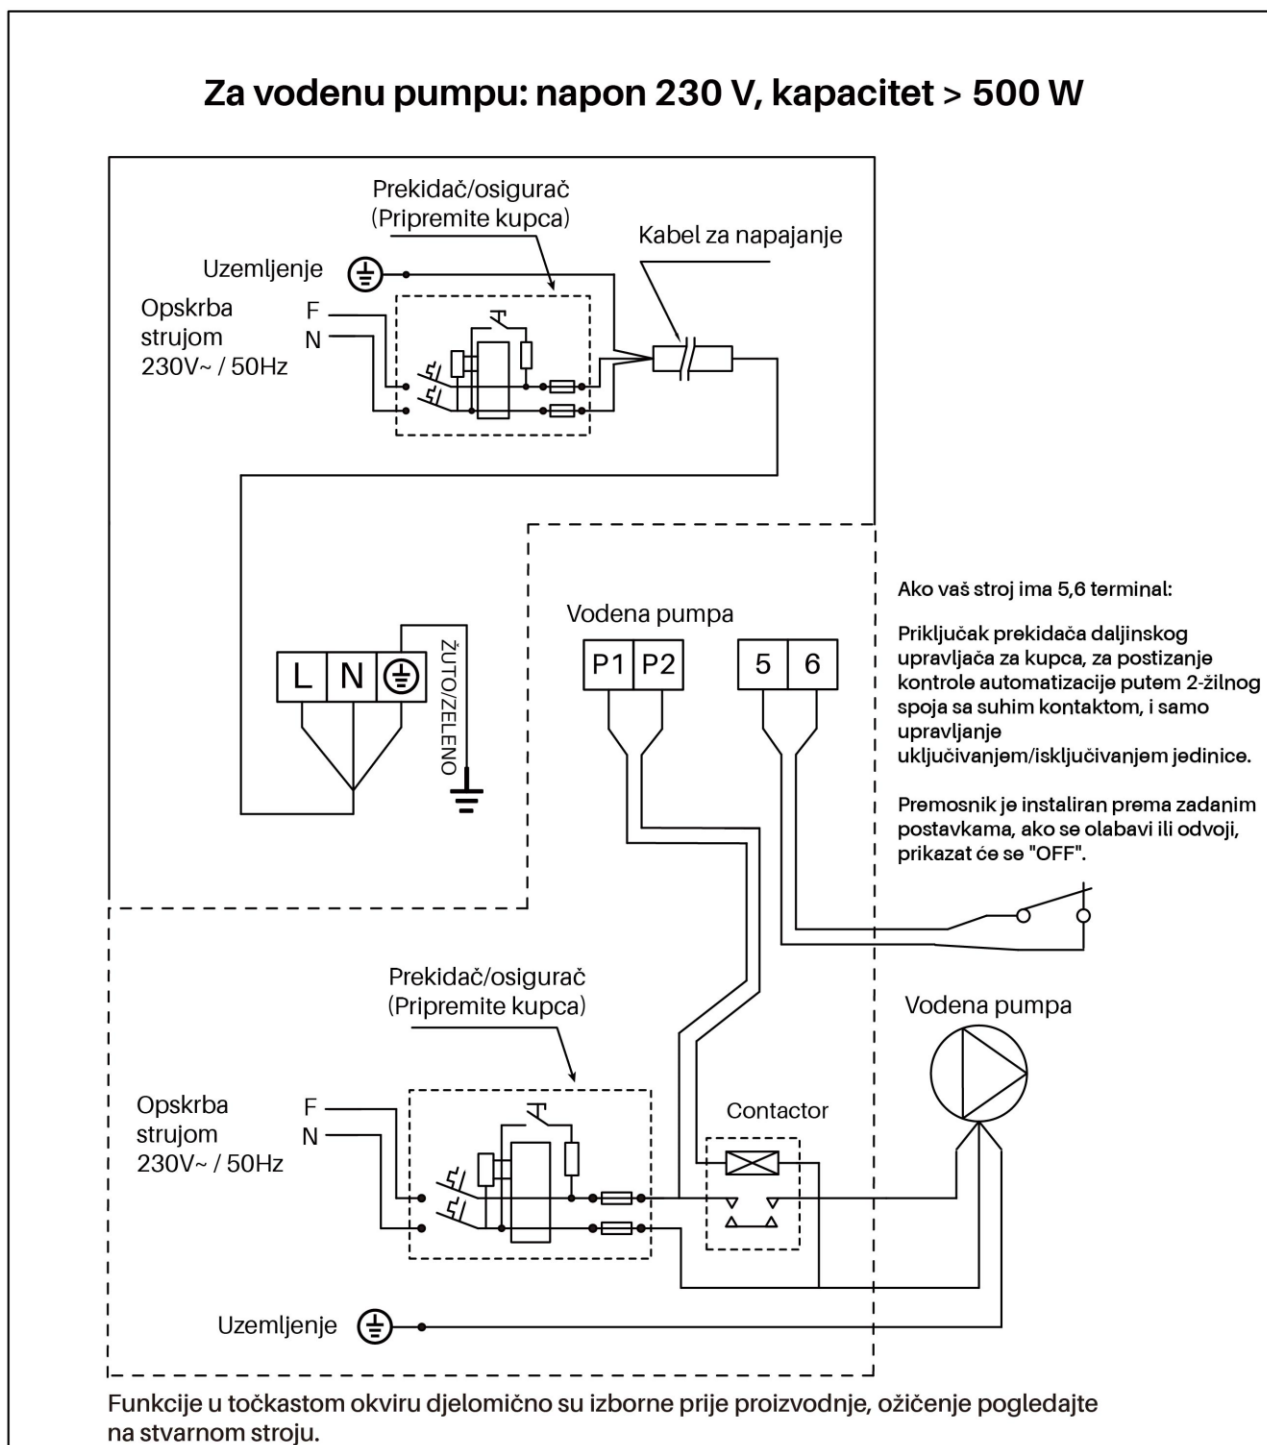 Za vodenu pumpu: napon 230 V, kapacitet > 500 W
Prekidač/osigurač
(Pripremite kupca)
Kabel za napajanje
Uzemljenje
Opskrba
strujom
230V~ / 50Hz
F
N
L
N
ŽUTO/ZELENO
Vodena pumpa
P1
P2
5
6
Ako vaš stroj ima 5,6 terminal:
Priključak prekidača daljinskog
upravljača za kupca, za postizanje
kontrole automatizacije putem 2-žilnog
spoja sa suhim kontaktom, i samo
upravljanje
uključivanjem/isključivanjem jedinice.
Premosnik je instaliran prema zadanim
postavkama, ako se olabavi ili odvoji,
prikazat će se "OFF".
Prekidač/osigurač
(Pripremite kupca)
Vodena pumpa
Opskrba
strujom
230V~ / 50Hz
F
N
Contactor
Uzemljenje
Funkcije u točkastom okviru djelomično su izborne prije proizvodnje, ožičenje pogledajte
na stvarnom stroju.